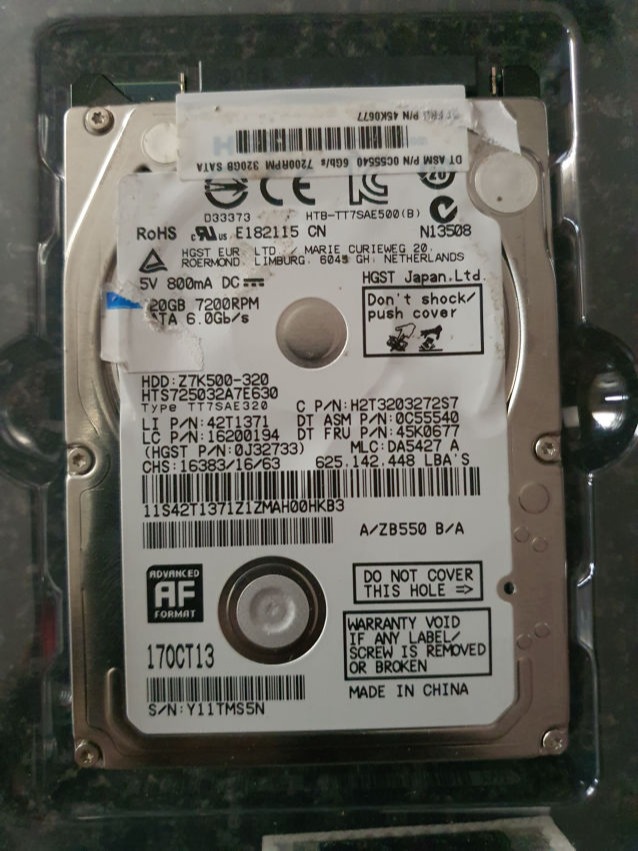 FRU P/N 45K0677
DT ASM P/N 0C55540 6Gb/s 7200RPM 320GB SATA
D33373 HTB-TT7SAE500(B)
RoHS c US E182115 CN N13508
HGST EUR. LTD / MARIE CURIEWEG 20.
ROERMOND. LIMBURG. 6045 GH. NETHERLANDS
5V 800mA DC
HGST Japan,Ltd.
20GB 7200RPM
ATA 6.0Gb/s
Don't shock/
push cover
HDD:Z7K500-320
HTS725032A7E630
Type TT7SAE320 C P/N:H2T3203272S7
LI P/N:42T1371 DT ASM P/N:0C55540
LC P/N:16200194 DT FRU P/N:45K0677
(HGST P/N:0J32733) MLC:DA5427 A
CHS:16383/16/63 625.142.448 LBA'S
11S42T1371Z1ZMAH00HKB3
A/ZB550 B/A
ADVANCED
AF
FORMAT
DO NOT COVER
THIS HOLE =>
WARRANTY VOID
IF ANY LABEL/
SCREW IS REMOVED
OR BROKEN
17OCT13
MADE IN CHINA
S/N:Y11TMS5N